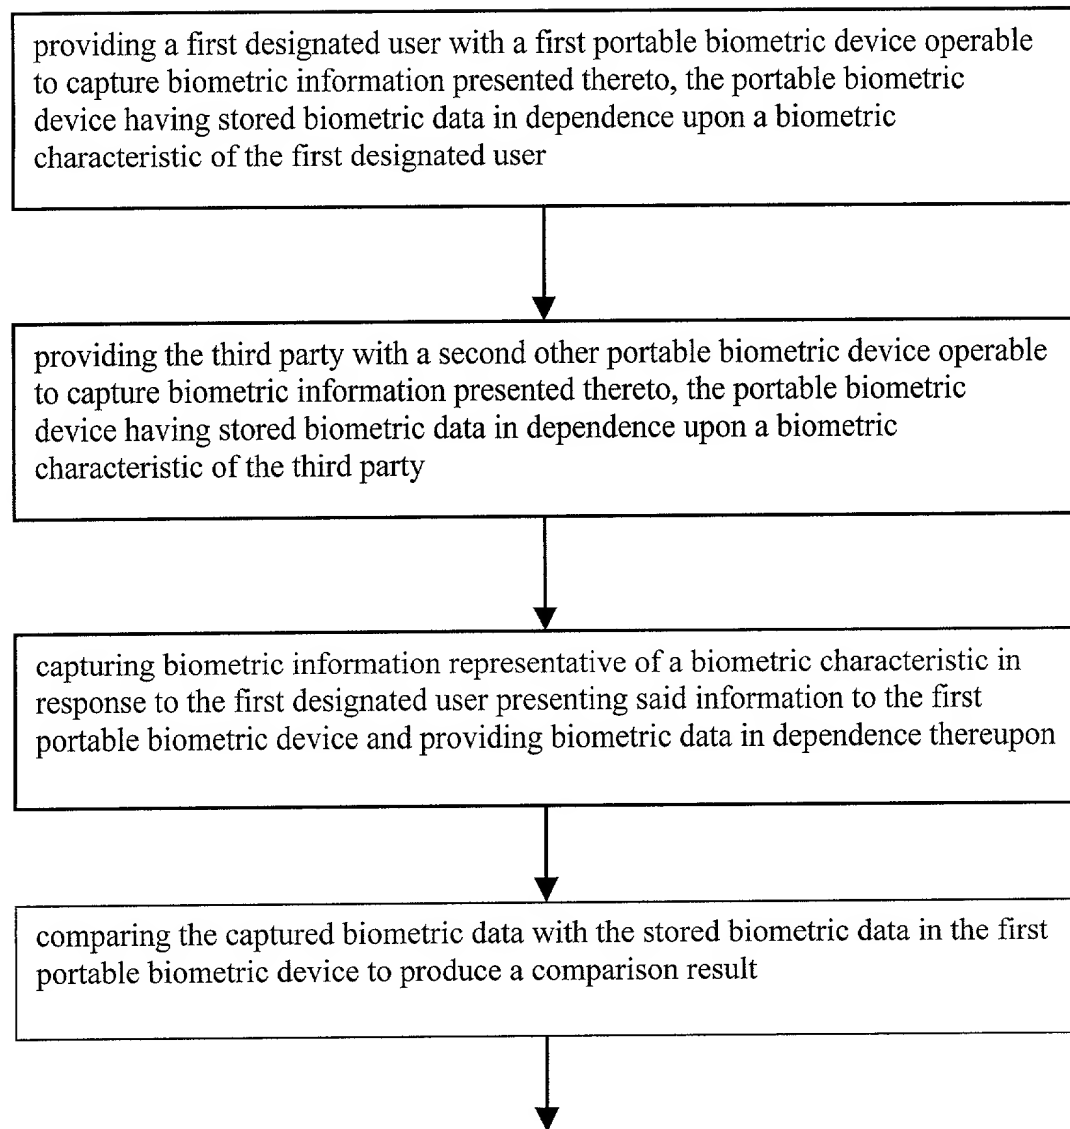 providing a first designated user with a first portable biometric device operable
to capture biometric information presented thereto, the portable biometric
device having stored biometric data in dependence upon a biometric
characteristic of the first designated user
providing the third party with a second other portable biometric device operable
to capture biometric information presented thereto, the portable biometric
device having stored biometric data in dependence upon a biometric
characteristic of the third party
capturing biometric information representative of a biometric characteristic in
response to the first designated user presenting said information to the first
portable biometric device and providing biometric data in dependence thereupon
comparing the captured biometric data with the stored biometric data in the first
portable biometric device to produce a comparison result